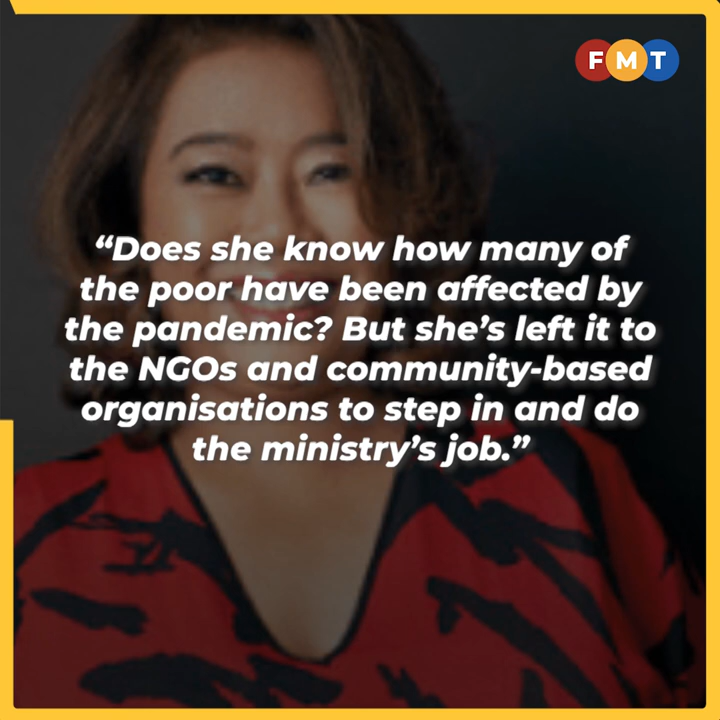 FMT
“Does she know how many of
the poor have been affected by
the pandemic? But she’s left it to
the NGOs and community-based
organisations to step in and do
the ministry’s job.”